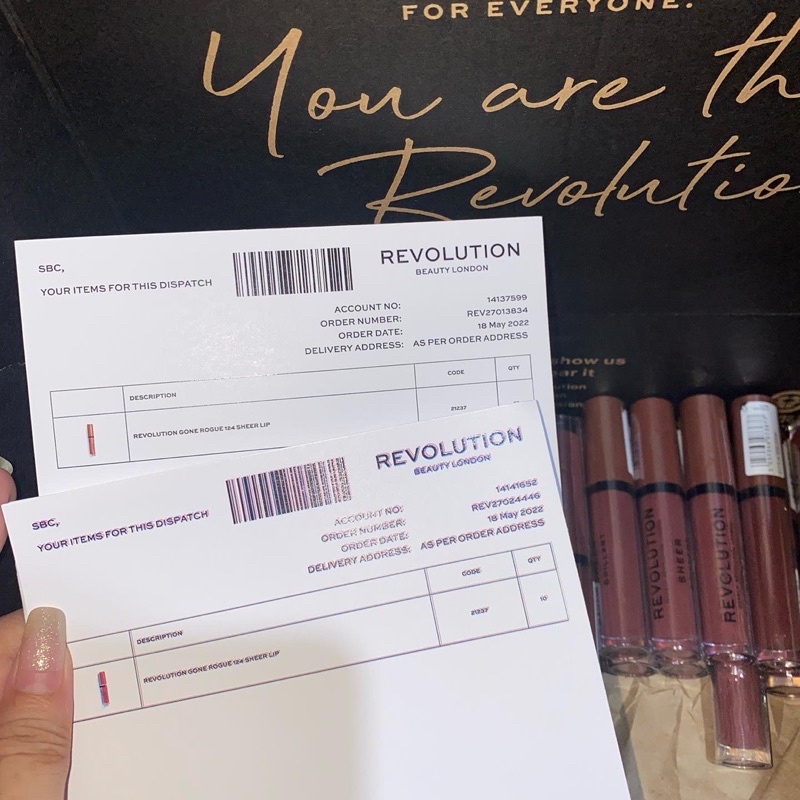 FOR EVERYONE.
You are th
Revolutio
SBC,
YOUR ITEMS FOR THIS DISPATCH
REVOLUTION
BEAUTY LONDON
ACCOUNT NO: 14137599
ORDER NUMBER: REV27013834
ORDER DATE: 18 May 2022
DELIVERY ADDRESS: AS PER ORDER ADDRESS
DESCRIPTION CODE QTY
REVOLUTION GONE ROGUE 124 SHEER LIP 21237
show us
ar it
SBC,
YOUR ITEMS FOR THIS DISPATCH
REVOLUTION
BEAUTY LONDON
ACCOUNT NO: 14141652
ORDER NUMBER: REV27024446
ORDER DATE: 18 May 2022
DELIVERY ADDRESS: AS PER ORDER ADDRESS
DESCRIPTION CODE QTY
REVOLUTION GONE ROGUE 124 SHEER LIP 21237 10
REVOLUTION
SHEER
REVOLUTION